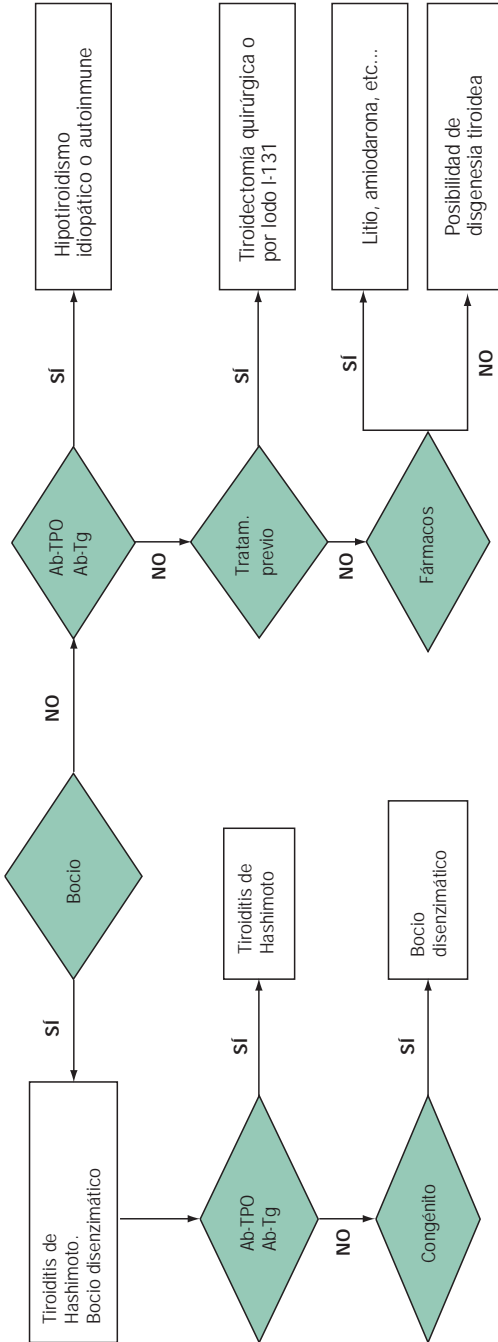 Bocio
SÍ
NO
Tiroiditis de
Hashimoto.
Bocio disenzimático
Ab-TPO
Ab-Tg
SÍ
Tiroiditis de
Hashimoto
NO
Congénito
SÍ
Bocio
disenzimático
Ab-TPO
Ab-Tg
SÍ
Hipotiroidismo
idiopático o autoinmune
NO
Tratam.
previo
SÍ
Tiroidectomía quirúrgica o
por Iodo I-131
NO
Fármacos
SÍ
Litio, amiodarona, etc...
NO
Posibilidad de
disgenesia tiroidea